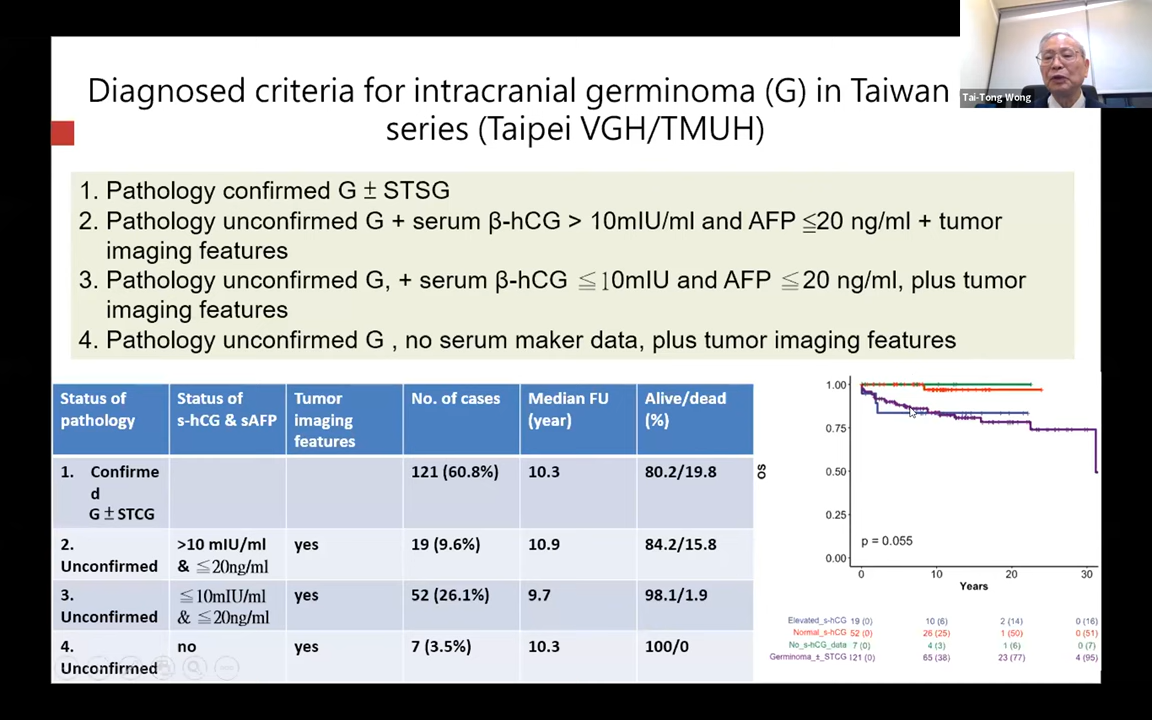 Tai-Tong Wong
Diagnosed criteria for intracranial germinoma (G) in Taiwan
series (Taipei VGH/TMUH)
1. Pathology confirmed G ± STSG
2. Pathology unconfirmed G + serum β-hCG > 10mIU/ml and AFP ≦20 ng/ml + tumor
imaging features
3. Pathology unconfirmed G, + serum β-hCG ≦10mIU and AFP ≦20 ng/ml, plus tumor
imaging features
4. Pathology unconfirmed G , no serum maker data, plus tumor imaging features
Status of pathology | Status of s-hCG & sAFP | Tumor imaging features | No. of cases | Median FU (year) | Alive/dead (%)
1. Confirmed G ± STCG | | | 121 (60.8%) | 10.3 | 80.2/19.8
2. Unconfirmed | >10 mIU/ml & ≦20ng/ml | yes | 19 (9.6%) | 10.9 | 84.2/15.8
3. Unconfirmed | ≦10mIU/ml & ≦20ng/ml | yes | 52 (26.1%) | 9.7 | 98.1/1.9
4. Unconfirmed | no | yes | 7 (3.5%) | 10.3 | 100/0
1.00
0.75
0.50
0.25
0.00
OS
p = 0.055
0 10 20 30
Years
Elevated_s-hCG 19 (0) 10 (6) 2 (14) 0 (16)
Normal_s-hCG 52 (0) 26 (25) 1 (50) 0 (51)
No_s-hCG_data 7 (0) 4 (3) 1 (6) 0 (7)
Germinoma_±_STCG 121 (0) 65 (38) 23 (77) 4 (95)